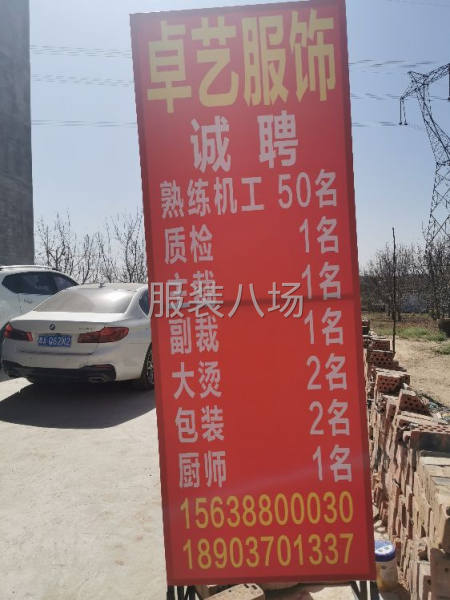 卓艺服饰
诚聘
熟练机工 50名
质检 1名
主裁 1名
服装八场
副裁 1名
大烫 2名
包装 2名
厨师 1名
15638800030
18903701337